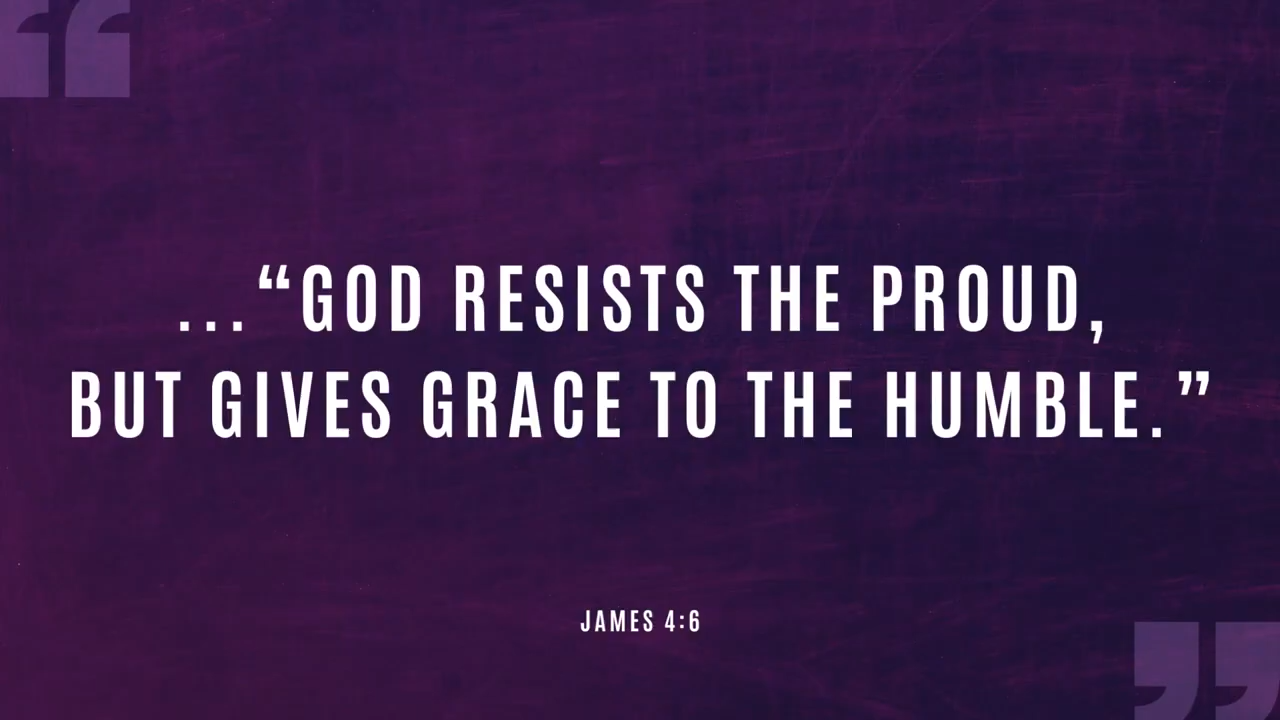 ... “GOD RESISTS THE PROUD,
BUT GIVES GRACE TO THE HUMBLE.”
JAMES 4:6